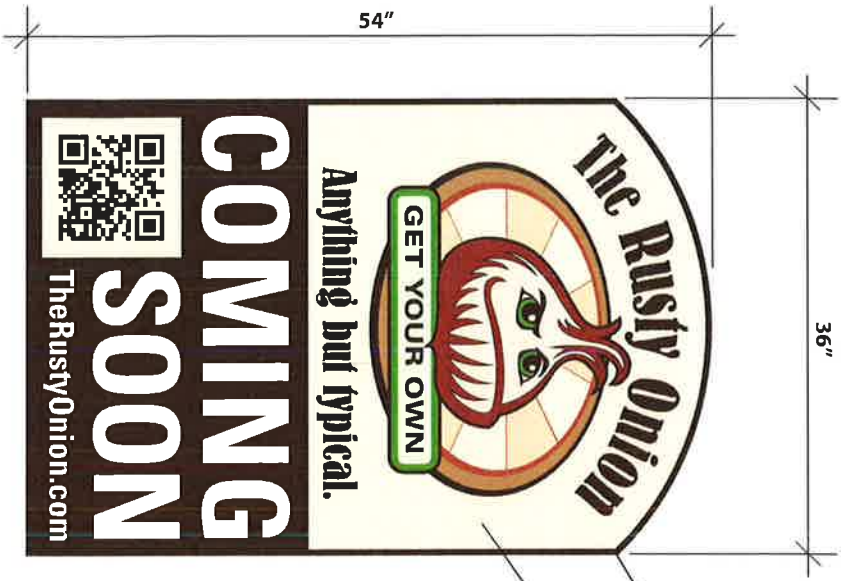 54"
36"
The Rusty Onion
GET YOUR OWN
Anything but typical.
COMING
SOON
TheRustyOnion.com